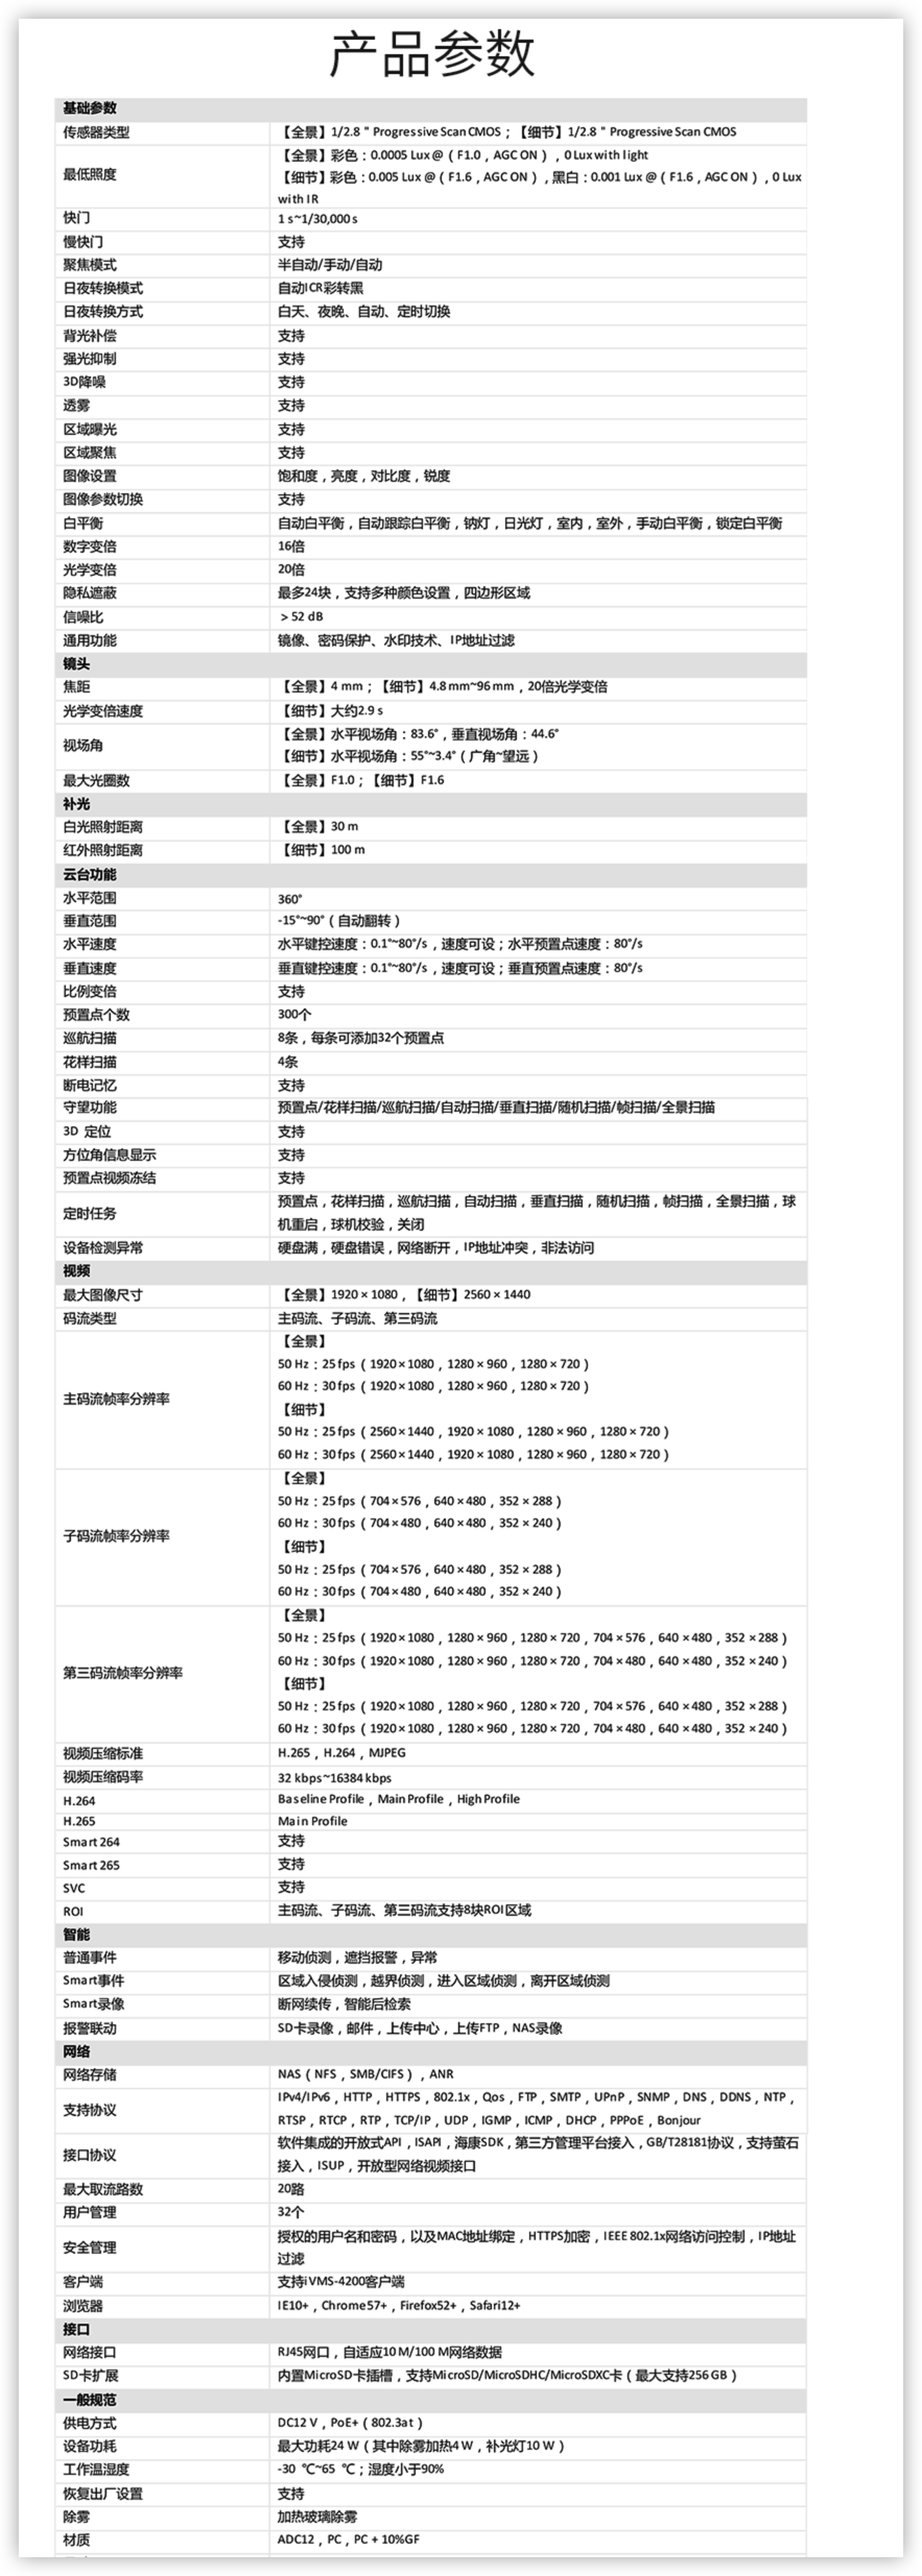 产品参数
基础参数
传感器类型 【全景】1/2.8＂Progressive Scan CMOS；【细节】1/2.8＂Progressive Scan CMOS
最低照度 【全景】彩色：0.0005 Lux @（F1.0，AGC ON），0 Lux with light
【细节】彩色：0.005 Lux @（F1.6，AGC ON），黑白：0.001 Lux @（F1.6，AGC ON），0 Lux
with IR
快门 1 s~1/30,000 s
慢快门 支持
聚焦模式 半自动/手动/自动
日夜转换模式 自动ICR彩转黑
日夜转换方式 白天、夜晚、自动、定时切换
背光补偿 支持
强光抑制 支持
3D降噪 支持
透雾 支持
区域曝光 支持
区域聚焦 支持
图像设置 饱和度，亮度，对比度，锐度
图像参数切换 支持
白平衡 自动白平衡，自动跟踪白平衡，钠灯，日光灯，室内，室外，手动白平衡，锁定白平衡
数字变倍 16倍
光学变倍 20倍
隐私遮蔽 最多24块，支持多种颜色设置，四边形区域
信噪比 ＞52 dB
通用功能 镜像、密码保护、水印技术、IP地址过滤
镜头
焦距 【全景】4 mm；【细节】4.8 mm~96 mm，20倍光学变倍
光学变倍速度 【细节】大约2.9 s
视场角 【全景】水平视场角：83.6°，垂直视场角：44.6°
【细节】水平视场角：55°~3.4°（广角~望远）
最大光圈数 【全景】F1.0；【细节】F1.6
补光
白光照射距离 【全景】30 m
红外照射距离 【细节】100 m
云台功能
水平范围 360°
垂直范围 -15°~90°（自动翻转）
水平速度 水平键控速度：0.1°~80°/s，速度可设；水平预置点速度：80°/s
垂直速度 垂直键控速度：0.1°~80°/s，速度可设；垂直预置点速度：80°/s
比例变倍 支持
预置点个数 300个
巡航扫描 8条，每条可添加32个预置点
花样扫描 4条
断电记忆 支持
守望功能 预置点/花样扫描/巡航扫描/自动扫描/垂直扫描/随机扫描/帧扫描/全景扫描
3D 定位 支持
方位角信息显示 支持
预置点视频冻结 支持
定时任务 预置点，花样扫描，巡航扫描，自动扫描，垂直扫描，随机扫描，帧扫描，全景扫描，球
机重启，球机校验，关闭
设备检测异常 硬盘满，硬盘错误，网络断开，IP地址冲突，非法访问
视频
最大图像尺寸 【全景】1920 × 1080，【细节】2560 × 1440
码流类型 主码流、子码流、第三码流
主码流帧率分辨率 【全景】
50 Hz：25 fps（1920 × 1080，1280 × 960，1280 × 720）
60 Hz：30 fps（1920 × 1080，1280 × 960，1280 × 720）
【细节】
50 Hz：25 fps（2560 × 1440，1920 × 1080，1280 × 960，1280 × 720）
60 Hz：30 fps（2560 × 1440，1920 × 1080，1280 × 960，1280 × 720）
子码流帧率分辨率 【全景】
50 Hz：25 fps（704 × 576，640 × 480，352 × 288）
60 Hz：30 fps（704 × 480，640 × 480，352 × 240）
【细节】
50 Hz：25 fps（704 × 576，640 × 480，352 × 288）
60 Hz：30 fps（704 × 480，640 × 480，352 × 240）
第三码流帧率分辨率 【全景】
50 Hz：25 fps（1920 × 1080，1280 × 960，1280 × 720，704 × 576，640 × 480，352 × 288）
60 Hz：30 fps（1920 × 1080，1280 × 960，1280 × 720，704 × 480，640 × 480，352 × 240）
【细节】
50 Hz：25 fps（1920 × 1080，1280 × 960，1280 × 720，704 × 576，640 × 480，352 × 288）
60 Hz：30 fps（1920 × 1080，1280 × 960，1280 × 720，704 × 480，640 × 480，352 × 240）
视频压缩标准 H.265，H.264，MJPEG
视频压缩码率 32 kbps~16384 kbps
H.264 Baseline Profile，Main Profile，High Profile
H.265 Main Profile
Smart 264 支持
Smart 265 支持
SVC 支持
ROI 主码流、子码流、第三码流支持8块ROI区域
智能
普通事件 移动侦测，遮挡报警，异常
Smart事件 区域入侵侦测，越界侦测，进入区域侦测，离开区域侦测
Smart录像 断网续传，智能后检索
报警联动 SD卡录像，邮件，上传中心，上传FTP，NAS录像
网络
网络存储 NAS（NFS，SMB/CIFS），ANR
支持协议 IPv4/IPv6，HTTP，HTTPS，802.1x，Qos，FTP，SMTP，UPnP，SNMP，DNS，DDNS，NTP，
RTSP，RTCP，RTP，TCP/IP，UDP，IGMP，ICMP，DHCP，PPPoE，Bonjour
接口协议 软件集成的开放式API，ISAPI，海康SDK，第三方管理平台接入，GB/T28181协议，支持萤石
接入，ISUP，开放型网络视频接口
最大取流路数 20路
用户管理 32个
安全管理 授权的用户名和密码，以及MAC地址绑定，HTTPS加密，IEEE 802.1x网络访问控制，IP地址
过滤
客户端 支持iVMS-4200客户端
浏览器 IE10+，Chrome57+，Firefox52+，Safari12+
接口
网络接口 RJ45网口，自适应10 M/100 M网络数据
SD卡扩展 内置MicroSD卡插槽，支持MicroSD/MicroSDHC/MicroSDXC卡（最大支持256 GB）
一般规范
供电方式 DC12 V，PoE+（802.3at）
设备功耗 最大功耗24 W（其中除雾加热4 W，补光灯10 W）
工作温湿度 -30 ℃~65 ℃；湿度小于90%
恢复出厂设置 支持
除雾 加热玻璃除雾
材质 ADC12，PC，PC + 10%GF